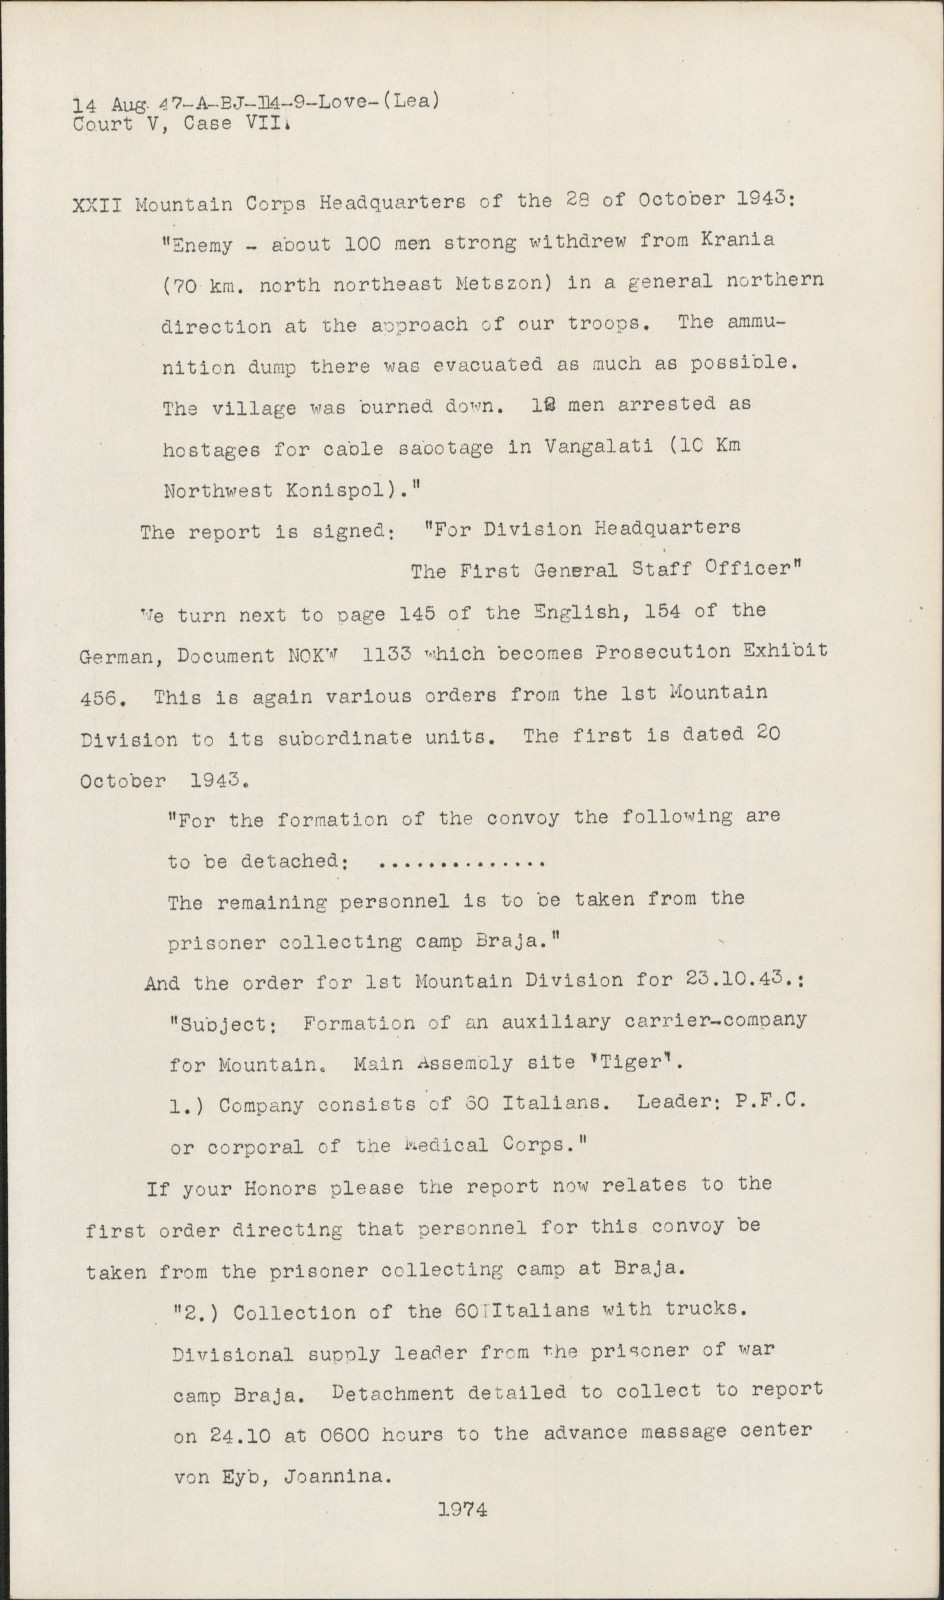 14 Aug. 47-A-BJ-14-9-Love-(Lea)
Court V, Case VII.
XXII Mountain Corps Headquarters of the 28 of October 1943:
"Enemy - about 100 men strong withdrew from Krania
(70 km. north northeast Metszon) in a general northern
direction at the approach of our troops. The ammu-
nition dump there was evacuated as much as possible.
The village was burned down. 18 men arrested as
hostages for cable sabotage in Vangalati (10 Km
Northwest Konispol)."
The report is signed: "For Division Headquarters
The First General Staff Officer"
We turn next to page 145 of the English, 154 of the
German, Document NOKW 1133 which becomes Prosecution Exhibit
456. This is again various orders from the 1st Mountain
Division to its subordinate units. The first is dated 20
October 1943.
"For the formation of the convoy the following are
to be detached: ..............
The remaining personnel is to be taken from the
prisoner collecting camp Braja."
And the order for 1st Mountain Division for 23.10.43.:
"Subject: Formation of an auxiliary carrier-company
for Mountain. Main Assembly site 'Tiger'.
1.) Company consists of 60 Italians. Leader: P.F.C.
or corporal of the Medical Corps."
If your Honors please the report now relates to the
first order directing that personnel for this convoy be
taken from the prisoner collecting camp at Braja.
"2.) Collection of the 60 Italians with trucks.
Divisional supply leader from the prisoner of war
camp Braja. Detachment detailed to collect to report
on 24.10 at 0600 hours to the advance massage center
von Eyb, Joannina.
1974